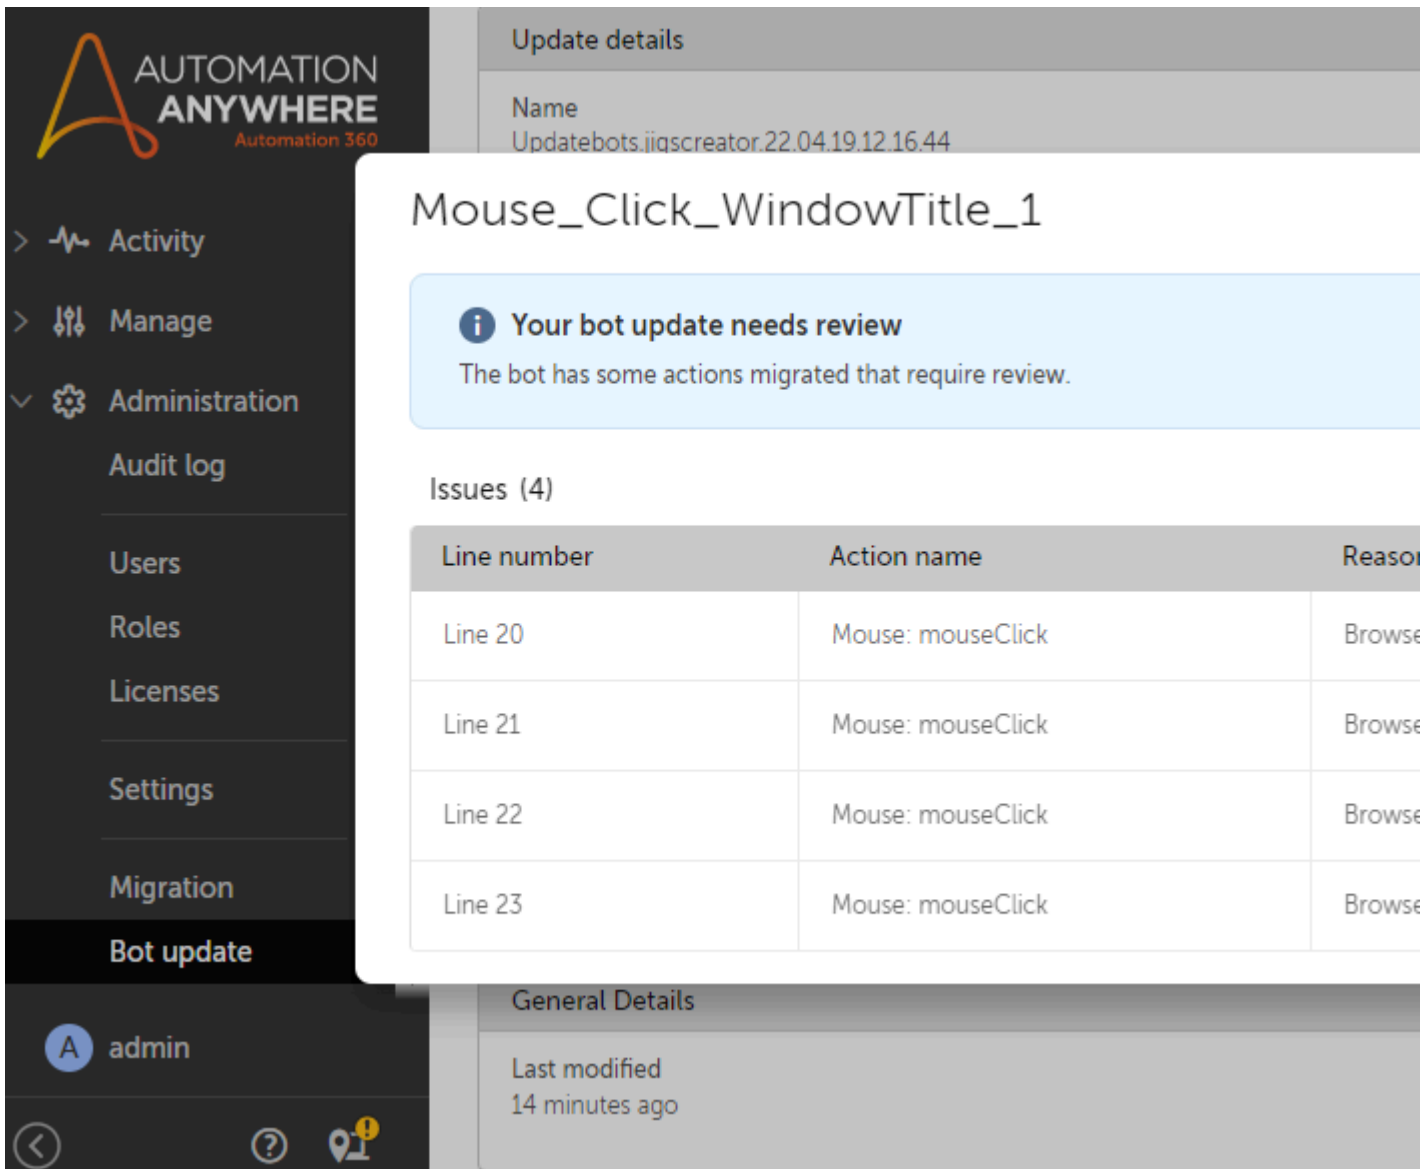 AUTOMATION
ANYWHERE
Automation 360
Activity
Manage
Administration
Audit log
Users
Roles
Licenses
Settings
Migration
Bot update
A admin
Update details
Name
Updatebots.jigscreator.22.04.19.12.16.44
Mouse_Click_WindowTitle_1
Your bot update needs review
The bot has some actions migrated that require review.
Issues (4)
Line number Action name
Line 20 Mouse: mouseClick
Line 21 Mouse: mouseClick
Line 22 Mouse: mouseClick
Line 23 Mouse: mouseClick
General Details
Last modified
14 minutes ago